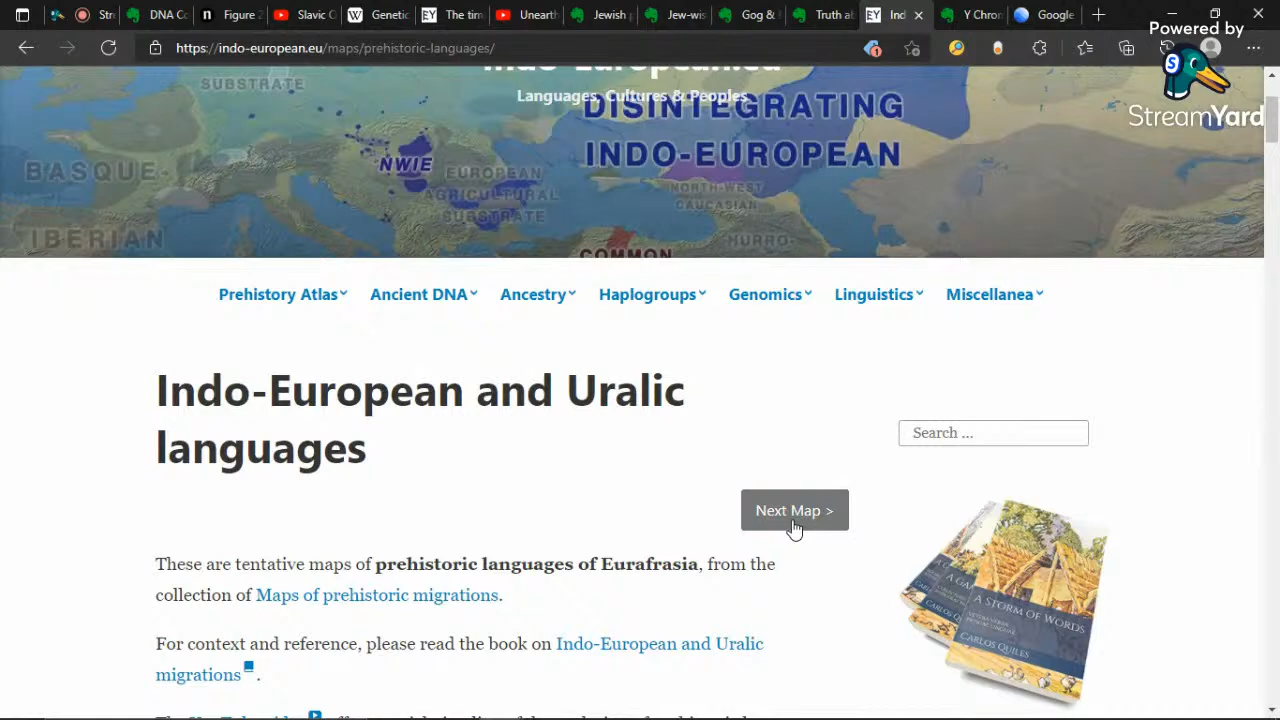 Str
DNA Co
Figure 2
Slavic O
Genetic
The tim
Unearth
Jewish p
Jew-wis
Gog &
Truth al
Ind
Y Chron
Google
https://indo-european.eu/maps/prehistoric-languages/
1
Powered by
StreamYard
Languages, Cultures & Peoples
SUBSTRATE
DISINTEGRATING
INDO-EUROPEAN
BASQUE-
IBERIAN
NWIE
EUROPEAN
AGRICULTURAL
SUBSTRATE
NORTH-WEST
CAUCASIAN
COMMON
HURRO-
Prehistory Atlas
Ancient DNA
Ancestry
Haplogroups
Genomics
Linguistics
Miscellanea
Indo-European and Uralic
languages
Search ...
Next Map >
These are tentative maps of prehistoric languages of Eurafrasia, from the
collection of Maps of prehistoric migrations.
For context and reference, please read the book on Indo-European and Uralic
migrations .
A STORM OF WORDS
CARLOS QUILES